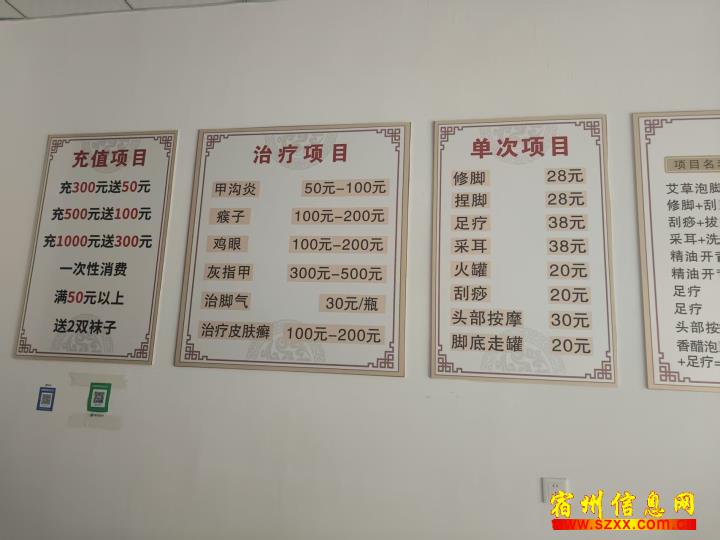 充值项目
充300元送50元
充500元送100元
充1000元送300元
一次性消费
满50元以上
送2双袜子
治疗项目
甲沟炎 50元-100元
瘊子 100元-200元
鸡眼 100元-200元
灰指甲 300元-500元
治脚气 30元/瓶
治疗皮肤癣 100元-200元
单次项目
修脚 28元
捏脚 28元
足疗 38元
采耳 38元
火罐 20元
刮痧 20元
头部按摩 30元
脚底走罐 20元
项目名
艾草泡脚
修脚+刮
刮痧+拔
采耳+洗
精油开
精油开
足疗
足疗
头部按
香醋泡
+足疗=
宿州信息网
www.szxx.com.cn